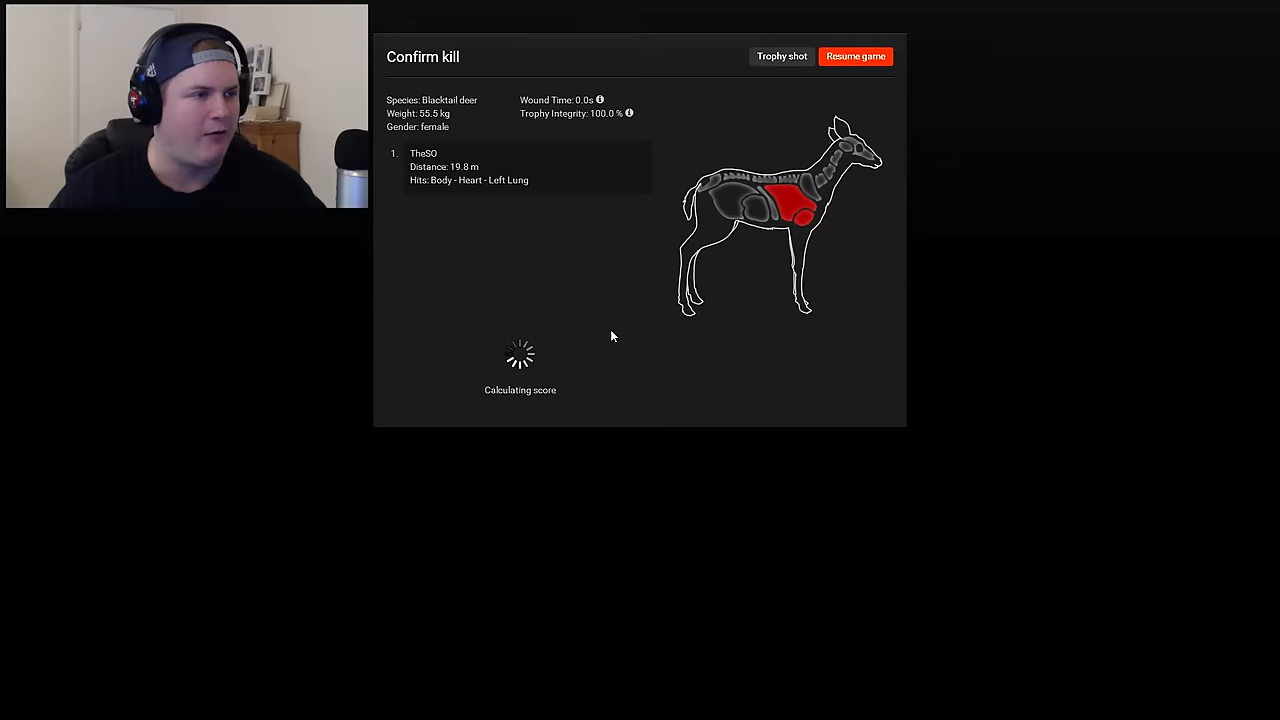 Confirm kill
Trophy shot
Resume game
Species: Blacktail deer
Wound Time: 0.0s
Weight: 55.5 kg
Trophy Integrity: 100.0 %
Gender: female
1.
TheSO
Distance: 19.8 m
Hits: Body - Heart - Left Lung
Calculating score